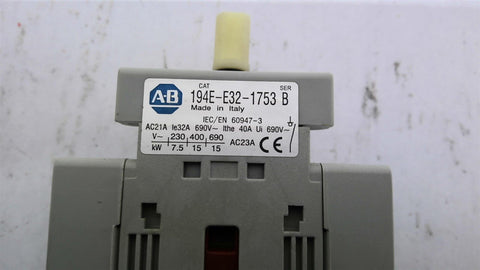 CAT SER
A-B 194E-E32-1753 B
Made in Italy
IEC/EN 60947-3
AC21A Ie32A 690V~ Ithe 40A Ui 690V~
V~ 230 400 690
kW 7.5 15 15
AC23A CE